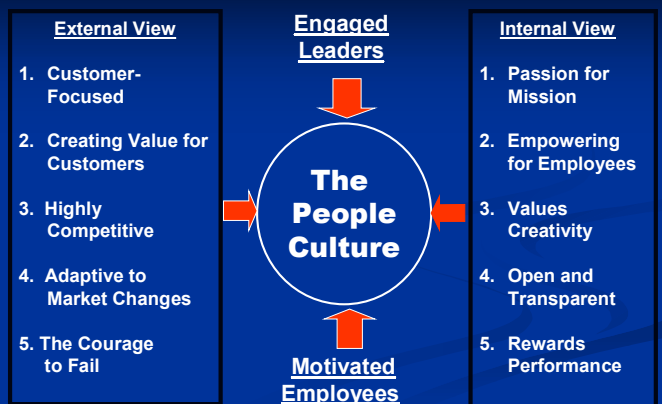 External View
1. Customer-
Focused
2. Creating Value for
Customers
3. Highly
Competitive
4. Adaptive to
Market Changes
5. The Courage
to Fail
Engaged
Leaders
The
People
Culture
Motivated
Employees
Internal View
1. Passion for
Mission
2. Empowering
for Employees
3. Values
Creativity
4. Open and
Transparent
5. Rewards
Performance